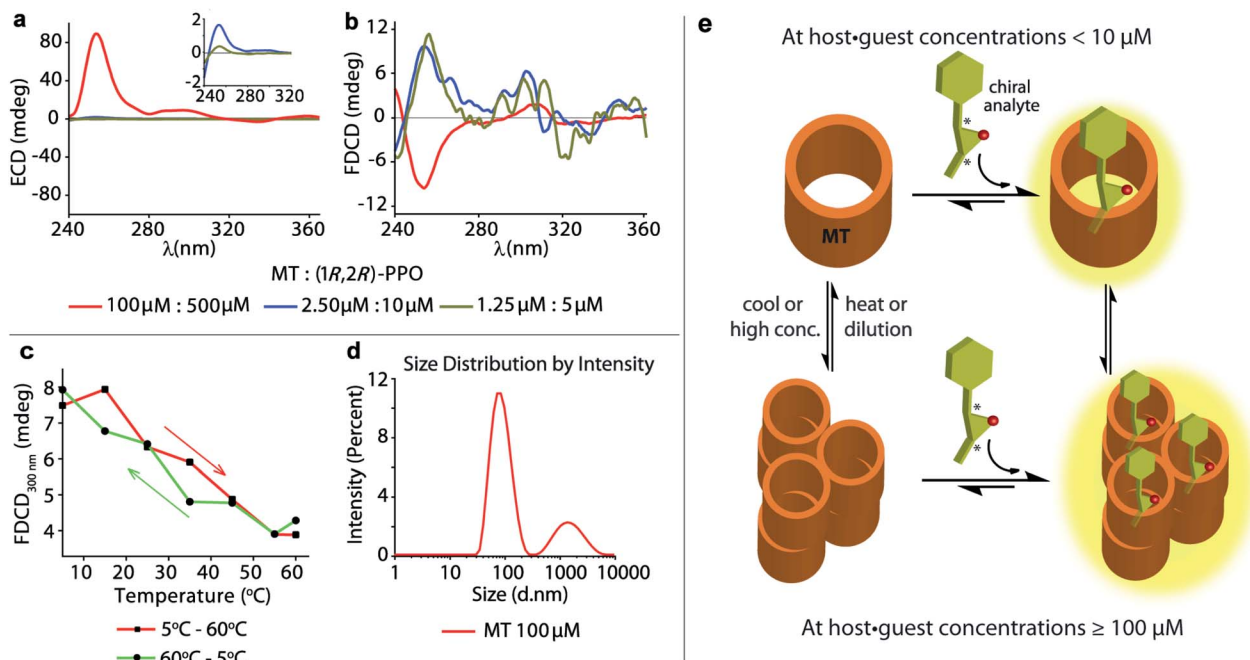 a
80
40
0
-40
-80
ECD (mdeg)
2
0
-2
240 280 320
240 280 320 360
λ(nm)
b
12
6
0
-6
-12
FDCD (mdeg)
240 280 320 360
λ(nm)
MT : (1R,2R)-PPO
100μM : 500μM 2.50μM :10μM 1.25μM : 5μM
c
8
7
6
5
4
FDCD300 nm (mdeg)
10 20 30 40 50 60
Temperature (ºC)
5ºC - 60ºC
60ºC - 5ºC
d
Size Distribution by Intensity
12
8
4
0
Intensity (Percent)
1 10 100 1000 10000
Size (d.nm)
MT 100μM
e
At host•guest concentrations < 10 μM
chiral
analyte
*
*
MT
cool or
high conc.
heat or
dilution
*
*
At host•guest concentrations ≥ 100 μM